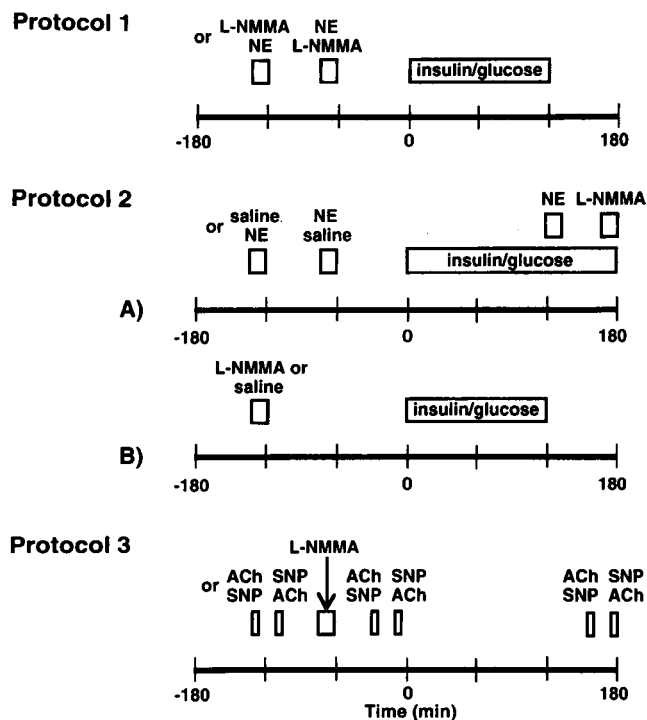 Protocol 1
or L-NMMA NE
NE L-NMMA
insulin/glucose
-180 0 180
Protocol 2
NE L-NMMA
or saline NE
NE saline
insulin/glucose
A)
-180 0 180
L-NMMA or
saline
insulin/glucose
B)
-180 0 180
Protocol 3
L-NMMA
or ACh SNP ACh SNP ACh SNP
SNP ACh SNP ACh SNP ACh
-180 0 180
Time (min)